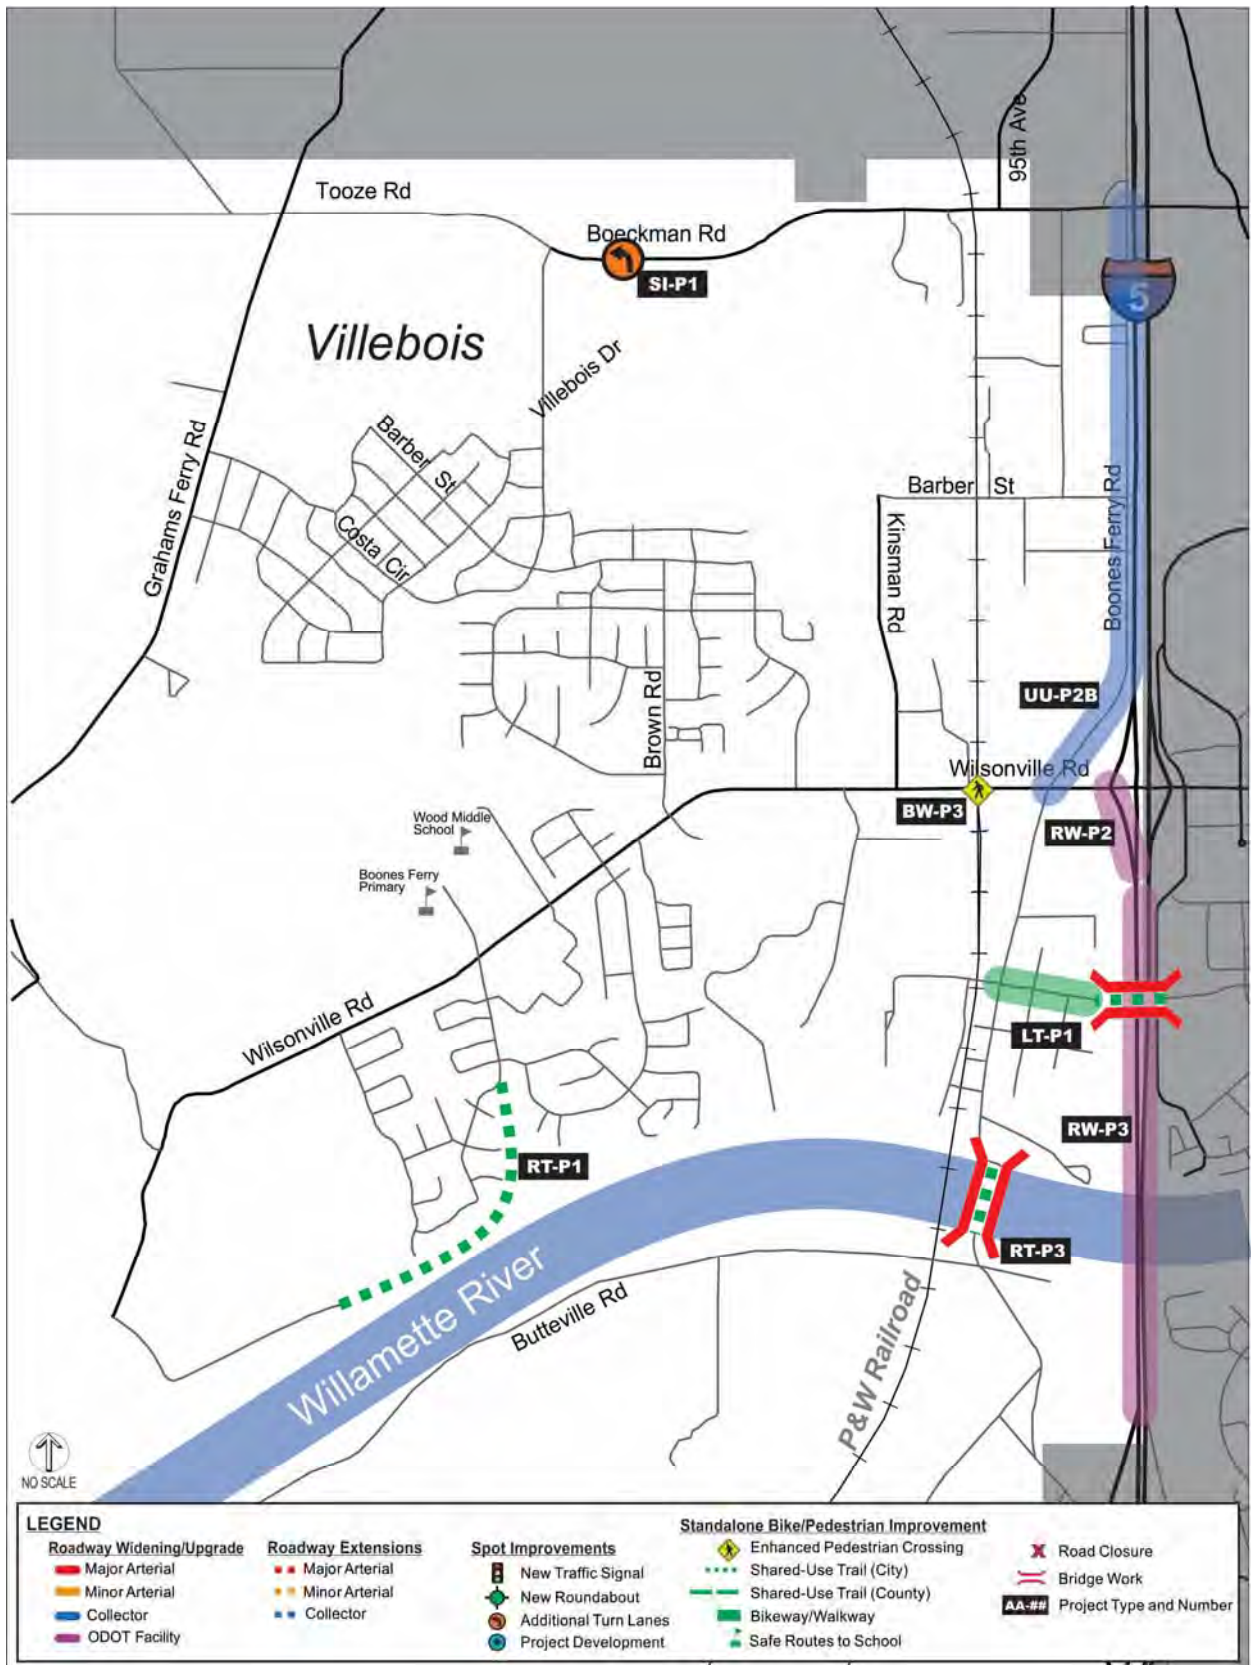 95th Ave
Tooze Rd
Boeckman Rd
SI-P1
5
Villebois
Villebois Dr
Grahams Ferry Rd
Barber St
Costa Cir
Barber St
Kinsman Rd
Boones Ferry Rd
Brown Rd
UU-P2B
Wilsonville Rd
BW-P3
RW-P2
Wood Middle
School
Boones Ferry
Primary
Wilsonville Rd
LT-P1
RW-P3
RT-P1
RT-P3
Willamette River
Butteville Rd
P&W Railroad
NO SCALE
LEGEND
Roadway Widening/Upgrade
Major Arterial
Minor Arterial
Collector
ODOT Facility
Roadway Extensions
Major Arterial
Minor Arterial
Collector
Spot Improvements
New Traffic Signal
New Roundabout
Additional Turn Lanes
Project Development
Standalone Bike/Pedestrian Improvement
Enhanced Pedestrian Crossing
Shared-Use Trail (City)
Shared-Use Trail (County)
Bikeway/Walkway
Safe Routes to School
Road Closure
Bridge Work
AA-## Project Type and Number